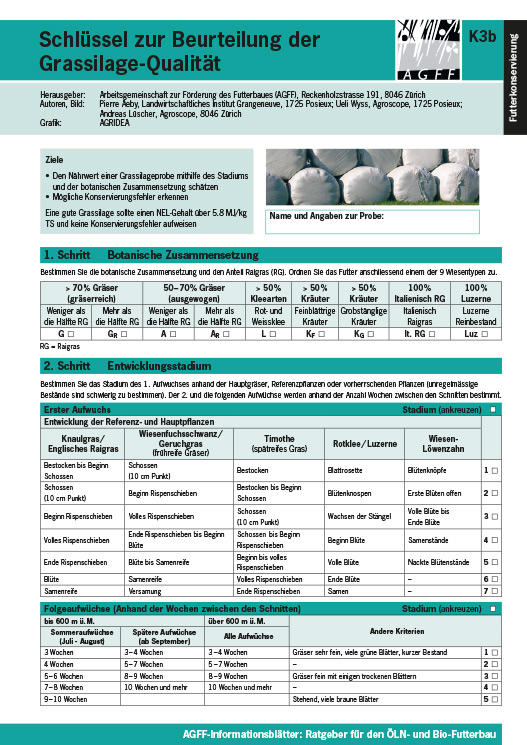 Schlüssel zur Beurteilung der
Grassilage-Qualität
AGFF
K3b
Futterkonservierung
Herausgeber: Arbeitsgemeinschaft zur Förderung des Futterbaues (AGFF), Reckenholzstrasse 191, 8046 Zürich
Autoren, Bild: Pierre Aeby, Landwirtschaftliches Institut Grangeneuve, 1725 Posieux; Ueli Wyss, Agroscope, 1725 Posieux;
Andreas Lüscher, Agroscope, 8046 Zürich
Grafik: AGRIDEA
Ziele
• Den Nährwert einer Grassilageprobe mithilfe des Stadiums
und der botanischen Zusammensetzung schätzen
• Mögliche Konservierungsfehler erkennen
Eine gute Grassilage sollte einen NEL-Gehalt über 5.8 MJ/kg
TS und keine Konservierungsfehler aufweisen
Name und Angaben zur Probe:
1. Schritt Botanische Zusammensetzung
Bestimmen Sie die botanische Zusammensetzung und den Anteil Raigras (RG). Ordnen Sie das Futter anschliessend einem der 9 Wiesentypen zu.
> 70% Gräser 50–70% Gräser > 50% > 50% > 50% 100% 100%
(gräserreich) (ausgewogen) Kleearten Kräuter Kräuter Italienisch RG Luzerne
Weniger als Mehr als Weniger als Mehr als Rot- und Feinblättrige Grobstänglige Italienisch Luzerne
die Hälfte RG die Hälfte RG die Hälfte RG die Hälfte RG Weissklee Kräuter Kräuter Raigras Reinbestand
G □ GR □ A □ AR □ L □ KF □ KG □ It. RG □ Luz □
RG = Raigras
2. Schritt Entwicklungsstadium
Bestimmen Sie das Stadium des 1. Aufwuchses anhand der Hauptgräser, Referenzpflanzen oder vorherrschenden Pflanzen (unregelmässige
Bestände sind schwierig zu bestimmen). Der 2. und die folgenden Aufwüchse werden anhand der Anzahl Wochen zwischen den Schnitten bestimmt.
Erster Aufwuchs Stadium (ankreuzen)
Entwicklung der Referenz- und Hauptpflanzen
Knaulgras/ Englisches Raigras Wiesenfuchsschwanz/ Geruchgras (frühreife Gräser) Timothe (spätreifes Gras) Rotklee/Luzerne Wiesen-Löwenzahn
Bestocken bis Beginn Schossen Schossen (10 cm Punkt) Bestocken Blattrosette Blütenknöpfe 1 □
Schossen (10 cm Punkt) Beginn Rispenschieben Bestocken bis Beginn Schossen Blütenknospen Erste Blüten offen 2 □
Beginn Rispenschieben Volles Rispenschieben Schossen (10 cm Punkt) Wachsen der Stängel Volle Blüte bis Ende Blüte 3 □
Volles Rispenschieben Ende Rispenschieben bis Beginn Blüte Schossen bis Beginn Rispenschieben Beginn Blüte Samenstände 4 □
Ende Rispenschieben Blüte bis Samenreife Beginn bis volles Rispenschieben Volle Blüte Nackte Blütenstände 5 □
Blüte Samenreife Volles Rispenschieben Ende Blüte – 6 □
Samenreife Versamung Ende Rispenschieben Samen – 7 □
Folgeaufwüchse (Anhand der Wochen zwischen den Schnitten) Stadium (ankreuzen)
bis 600 m ü.M. über 600 m ü.M. Andere Kriterien
Sommeraufwüchse (Juli - August) Spätere Aufwüchse (ab September) Alle Aufwüchse
3 Wochen 3–4 Wochen 3–4 Wochen Gräser sehr fein, viele grüne Blätter, kurzer Bestand 1 □
4 Wochen 5–7 Wochen 5–7 Wochen – 2 □
5–6 Wochen 8–9 Wochen 8–9 Wochen Gräser fein mit einigen trockenen Blättern 3 □
7–8 Wochen 10 Wochen und mehr 10 Wochen und mehr – 4 □
9–10 Wochen Stehend, viele braune Blätter 5 □
AGFF-Informationsblätter: Ratgeber für den ÖLN- und Bio-Futterbau